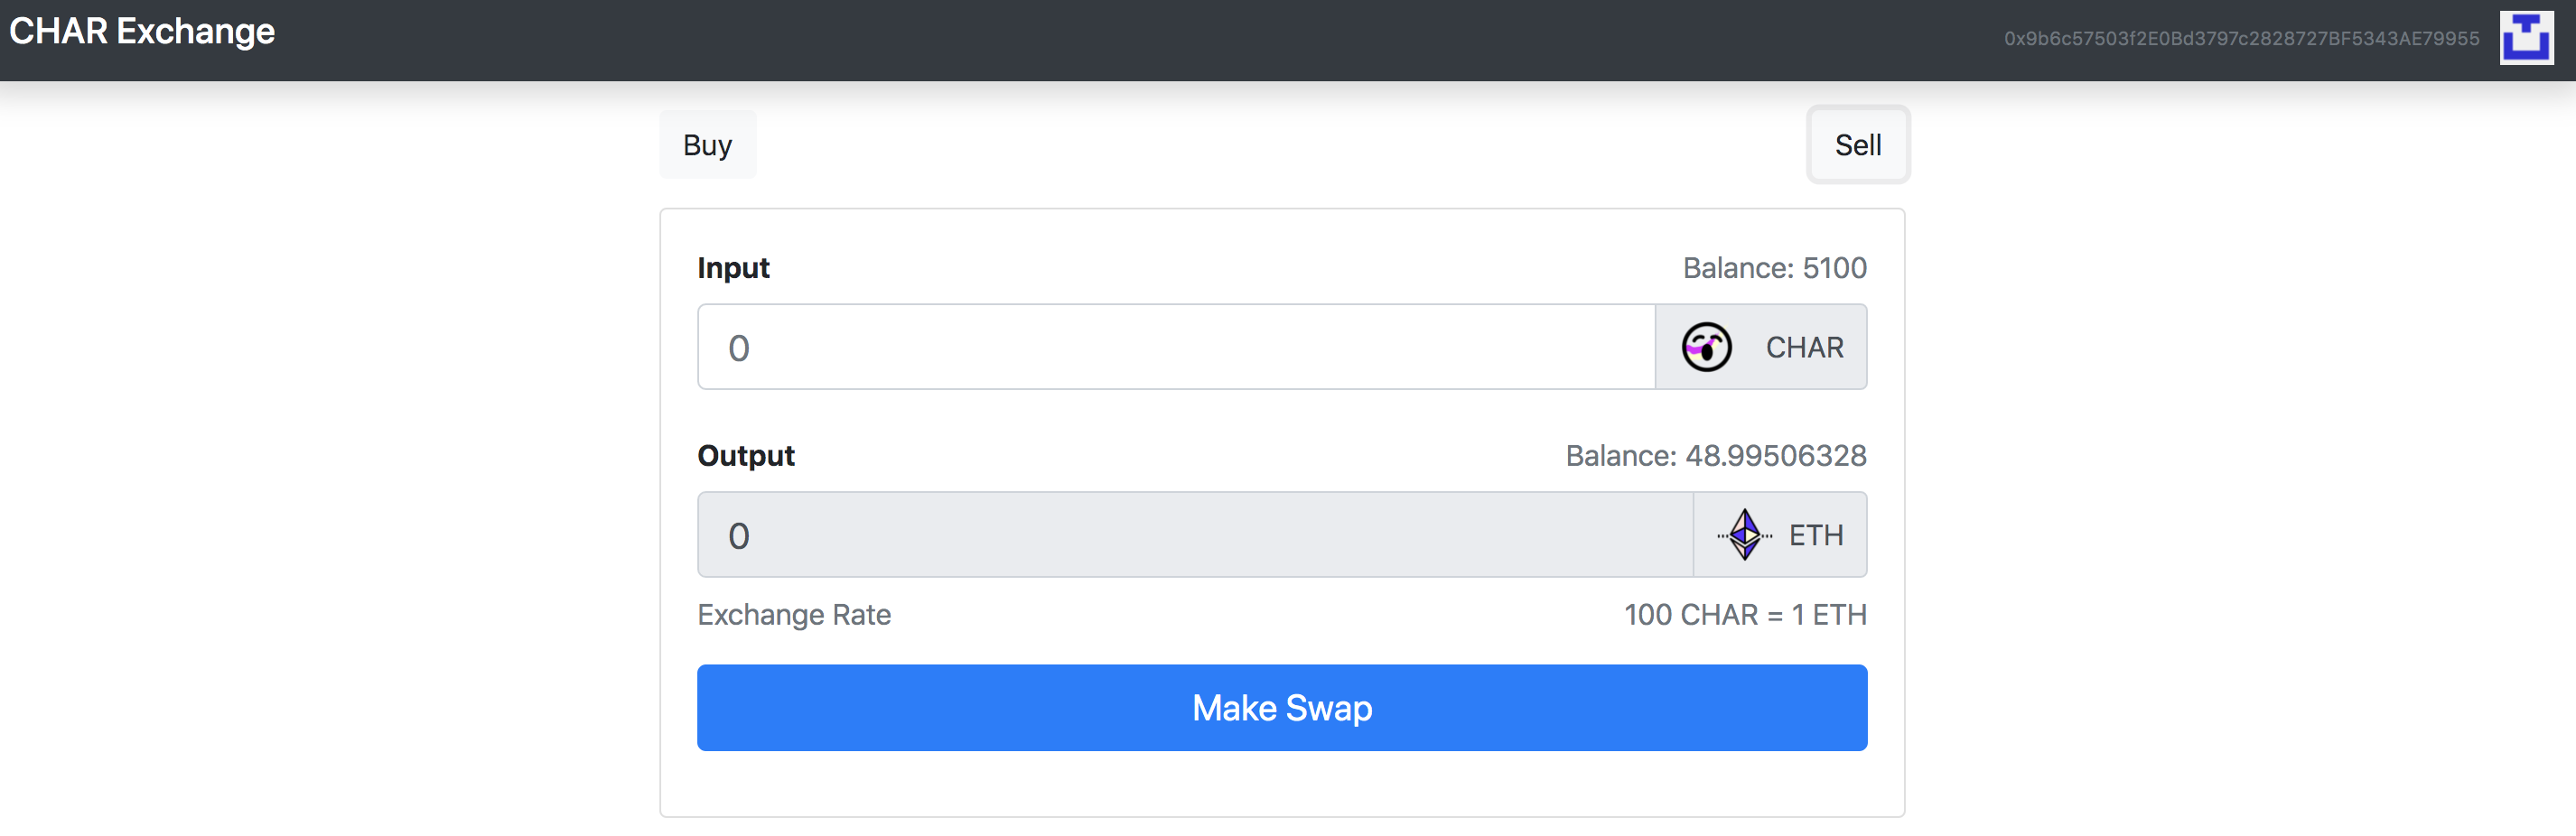 CHAR Exchange
0x9b6c57503f2E0Bd3797c2828727BF5343AE79955
Buy
Sell
Input
Balance: 5100
0
CHAR
Output
Balance: 48.99506328
0
ETH
Exchange Rate
100 CHAR = 1 ETH
Make Swap